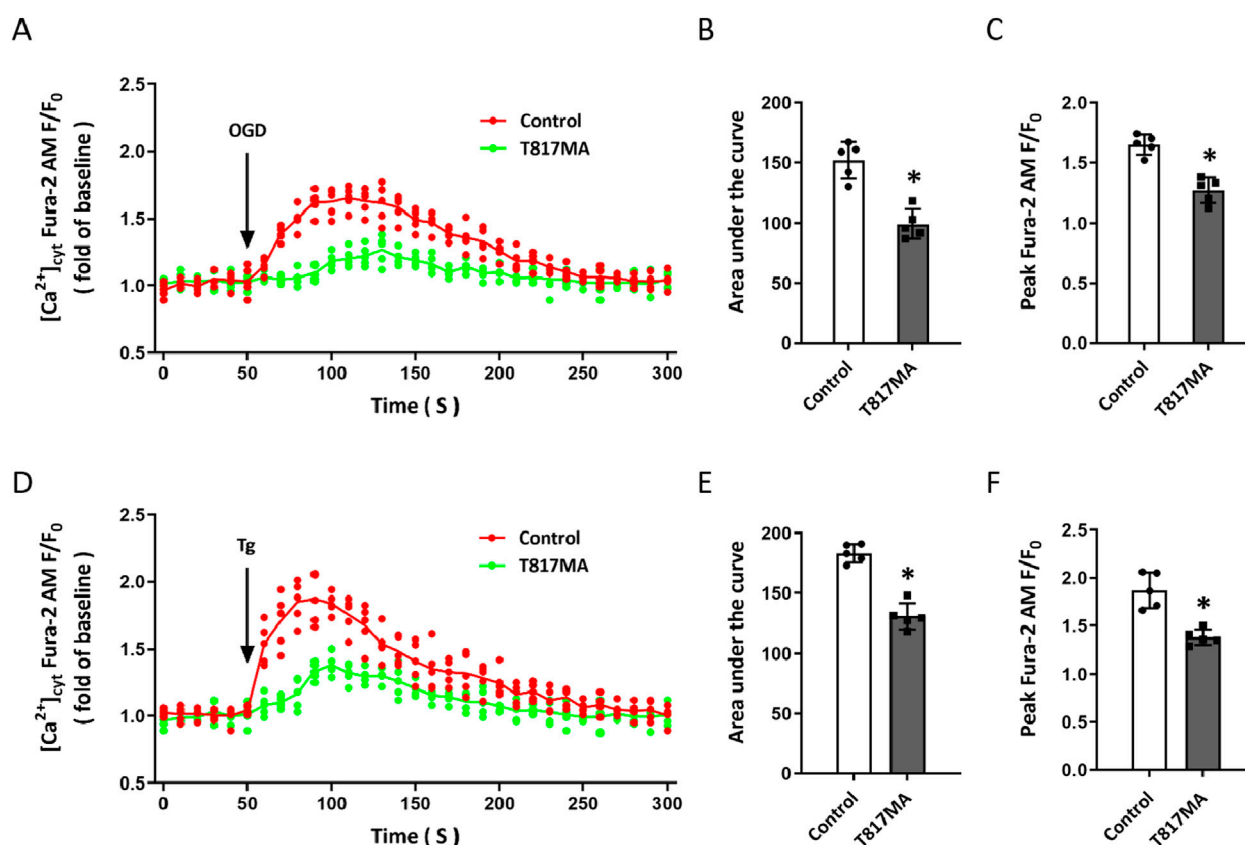 A
[Ca2+]cyt Fura-2 AM F/F0
( fold of baseline )
2.5
2.0
1.5
1.0
0.5
OGD
Control
T817MA
0 50 100 150 200 250 300
Time ( S )
B
Area under the curve
200
150
100
50
0
*
Control
T817MA
C
Peak Fura-2 AM F/F0
2.0
1.5
1.0
0.5
0.0
*
Control
T817MA
D
[Ca2+]cyt Fura-2 AM F/F0
( fold of baseline )
2.5
2.0
1.5
1.0
0.5
Tg
Control
T817MA
0 50 100 150 200 250 300
Time ( S )
E
Area under the curve
200
150
100
50
0
*
Control
T817MA
F
Peak Fura-2 AM F/F0
2.5
2.0
1.5
1.0
0.5
0.0
*
Control
T817MA